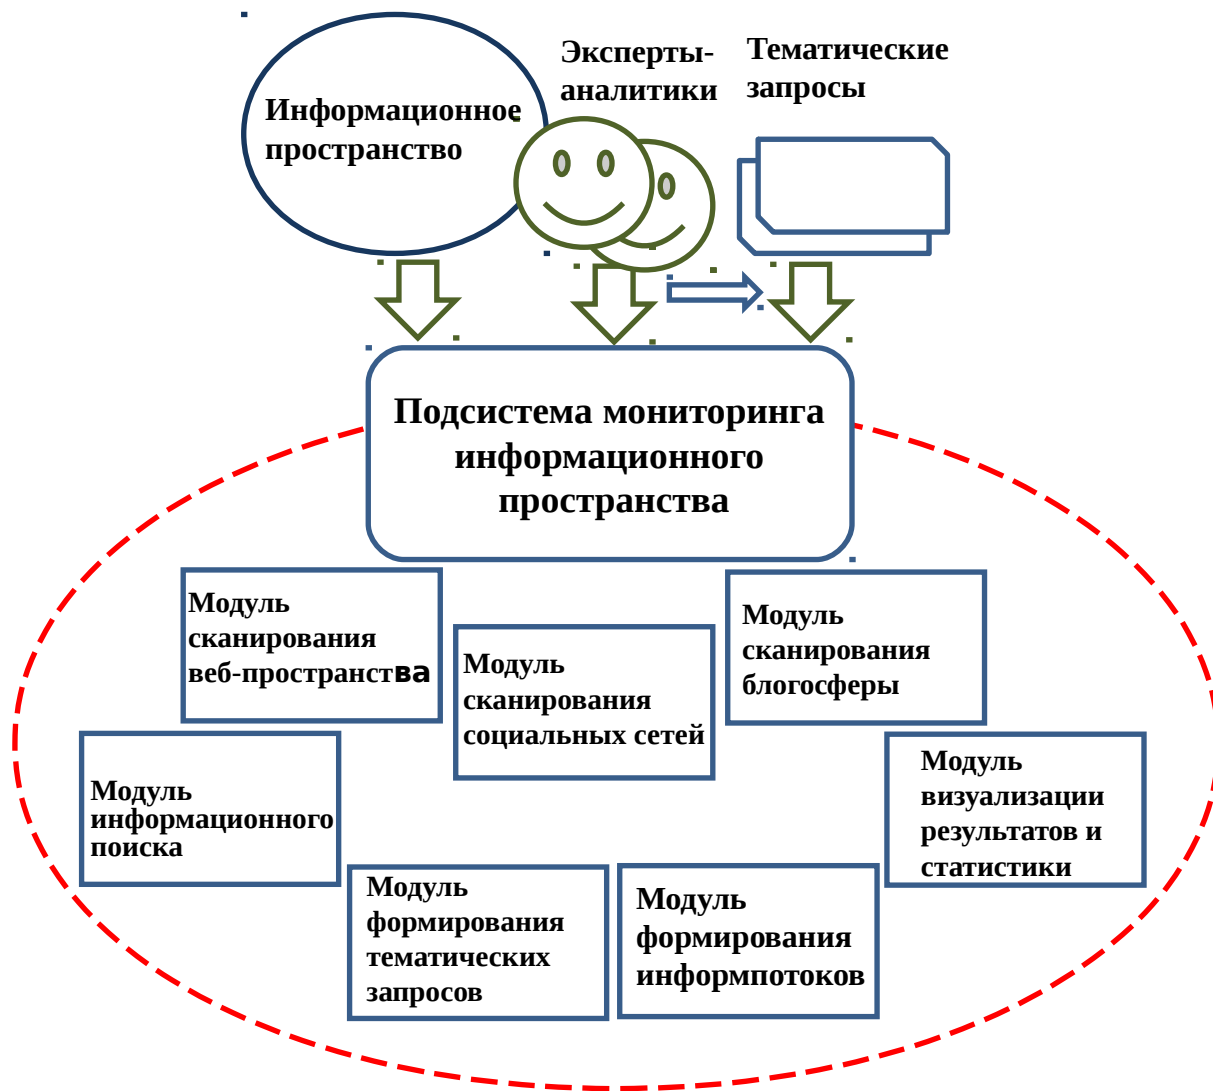 Информационное
пространство
Эксперты-
аналитики
Тематические
запросы
Подсистема мониторинга
информационного
пространства
Модуль
сканирования
веб-пространства
Модуль
сканирования
социальных сетей
Модуль
сканирования
блогосферы
Модуль
информационного
поиска
Модуль
визуализации
результатов и
статистики
Модуль
формирования
тематических
запросов
Модуль
формирования
информпотоков